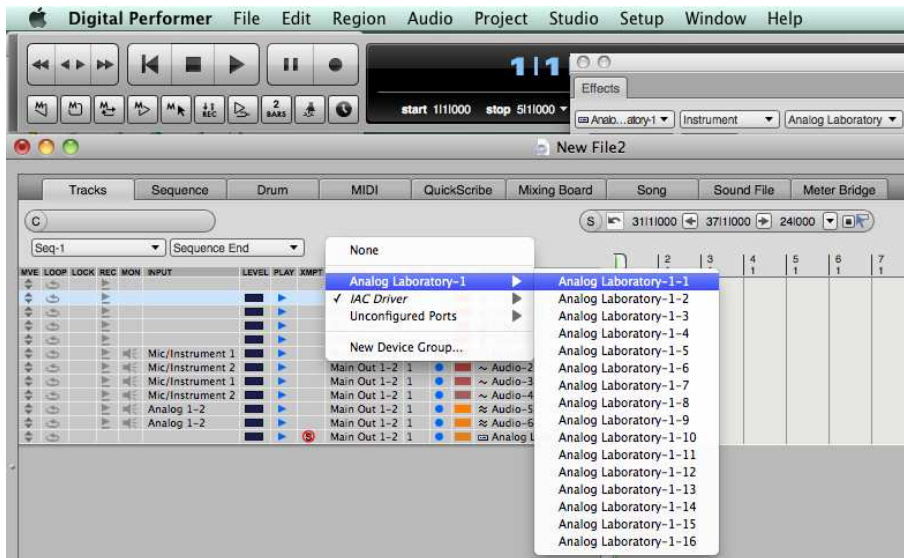 Digital Performer File Edit Region Audio Project Studio Setup Window Help
1|1
start 1|1|000 stop 5|1|000
Effects
Analo...atory-1 Instrument Analog Laboratory
M M M M M REC 2 BARS
New File2
Tracks Sequence Drum MIDI QuickScribe Mixing Board Song Sound File Meter Bridge
C
S 31|1|000 37|1|000 24|000
Seq-1 Sequence End
2 3 4 5 6 7
1 1 1 1 1 1
MVE LOOP LOCK REC MON INPUT LEVEL PLAY XMPT
None
Analog Laboratory-1
✓ IAC Driver
Unconfigured Ports
New Device Group...
Analog Laboratory-1-1
Analog Laboratory-1-2
Analog Laboratory-1-3
Analog Laboratory-1-4
Analog Laboratory-1-5
Analog Laboratory-1-6
Analog Laboratory-1-7
Analog Laboratory-1-8
Analog Laboratory-1-9
Analog Laboratory-1-10
Analog Laboratory-1-11
Analog Laboratory-1-12
Analog Laboratory-1-13
Analog Laboratory-1-14
Analog Laboratory-1-15
Analog Laboratory-1-16
Mic/Instrument 1
Mic/Instrument 2 Main Out 1-2 1 Audio-2
Mic/Instrument 1 Main Out 1-2 1 Audio-3
Mic/Instrument 2 Main Out 1-2 1 Audio-4
Analog 1-2 Main Out 1-2 1 Audio-5
Analog 1-2 Main Out 1-2 1 Audio-6
S Main Out 1-2 1 Analog L